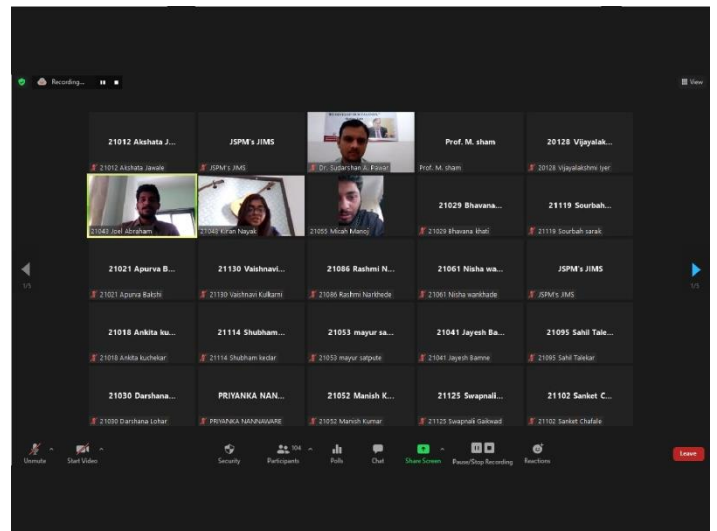 Recording...
View
21012 Akshata J...
JSPM's JIMS
Prof. M. sham
20128 Vijayalak...
21012 Akshata Jawale
JSPM's JIMS
Dr. Sudarshan A. Pawar
Prof. M. sham
20128 Vijayalakshmi Iyer
21029 Bhavana...
21119 Sourbah...
21043 Joel Abraham
21048 Kiran Nayak
21055 Micah Manoj
21029 Bhavana khati
21119 Sourbah sarak
21021 Apurva B...
21130 Vaishnavi...
21086 Rashmi N...
21061 Nisha wa...
JSPM's JIMS
1/5
1/5
21021 Apurva Bakshi
21130 Vaishnavi Kulkarni
21086 Rashmi Narkhede
21061 Nisha wankhade
JSPM's JIMS
21018 Ankita ku...
21114 Shubham...
21053 mayur sa...
21041 Jayesh Ba...
21095 Sahil Tale...
21018 Ankita kuchekar
21114 Shubham kedar
21053 mayur satpute
21041 Jayesh Bamne
21095 Sahil Talekar
21030 Darshana...
PRIYANKA NAN...
21052 Manish K...
21125 Swapnali...
21102 Sanket C...
21030 Darshana Lohar
PRIYANKA NANNAWARE
21052 Manish Kumar
21125 Swapnali Gaikwad
21102 Sanket Chafale
104
Unmute
Start Video
Security
Participants
Polls
Chat
Share Screen
Pause/Stop Recording
Reactions
Leave